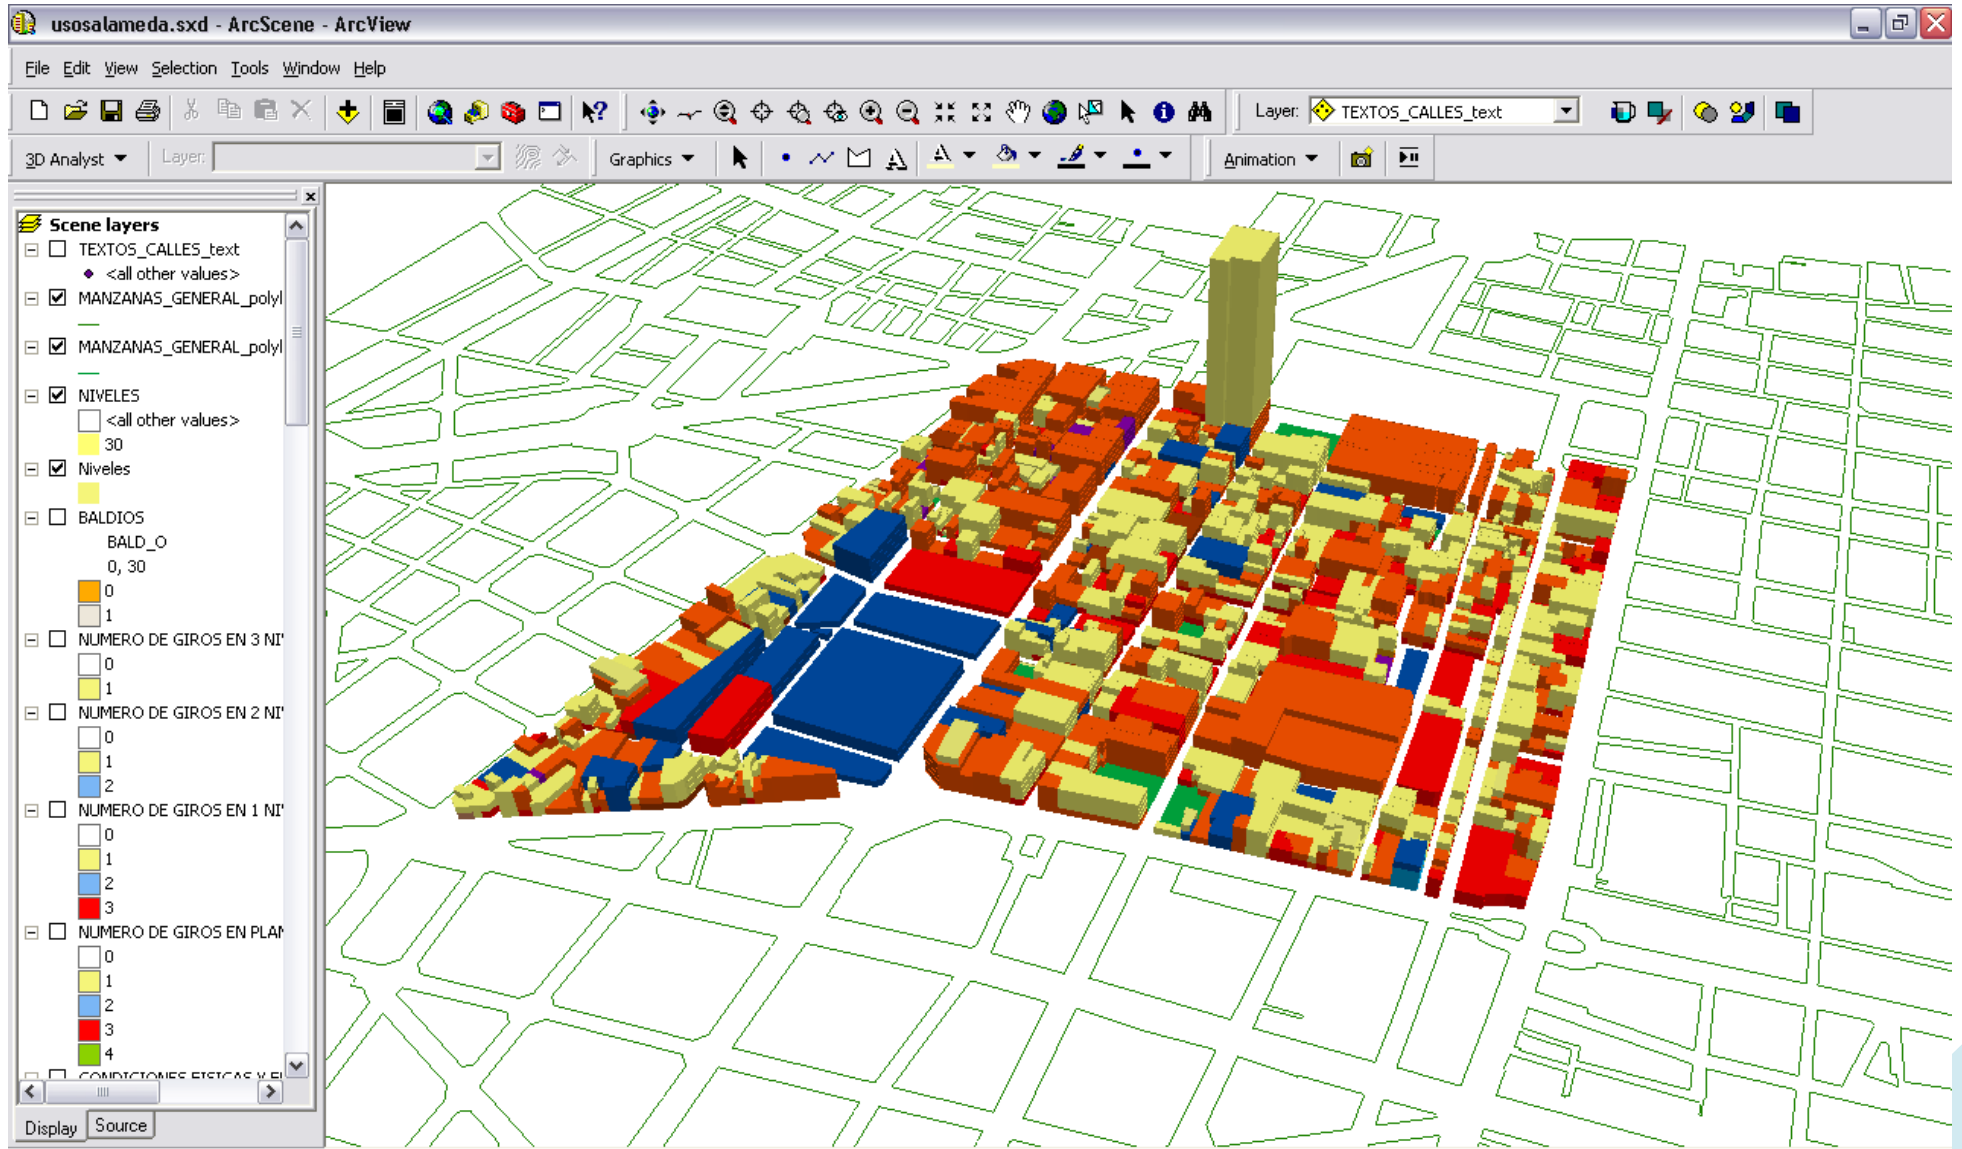 usosalameda.sxd - ArcScene - ArcView
File Edit View Selection Tools Window Help
Layer: TEXTOS_CALLES_text
3D Analyst Layer: Graphics A A Animation
Scene layers
TEXTOS_CALLES_text
<all other values>
MANZANAS_GENERAL_polyl
MANZANAS_GENERAL_polyl
NIVELES
<all other values>
30
Niveles
BALDIOS
BALD_O
0, 30
0
1
NUMERO DE GIROS EN 3 NI
0
1
NUMERO DE GIROS EN 2 NI
0
1
2
NUMERO DE GIROS EN 1 NI
0
1
2
3
NUMERO DE GIROS EN PLAN
0
1
2
3
4
CONDICIONES FISICAS Y
Display Source